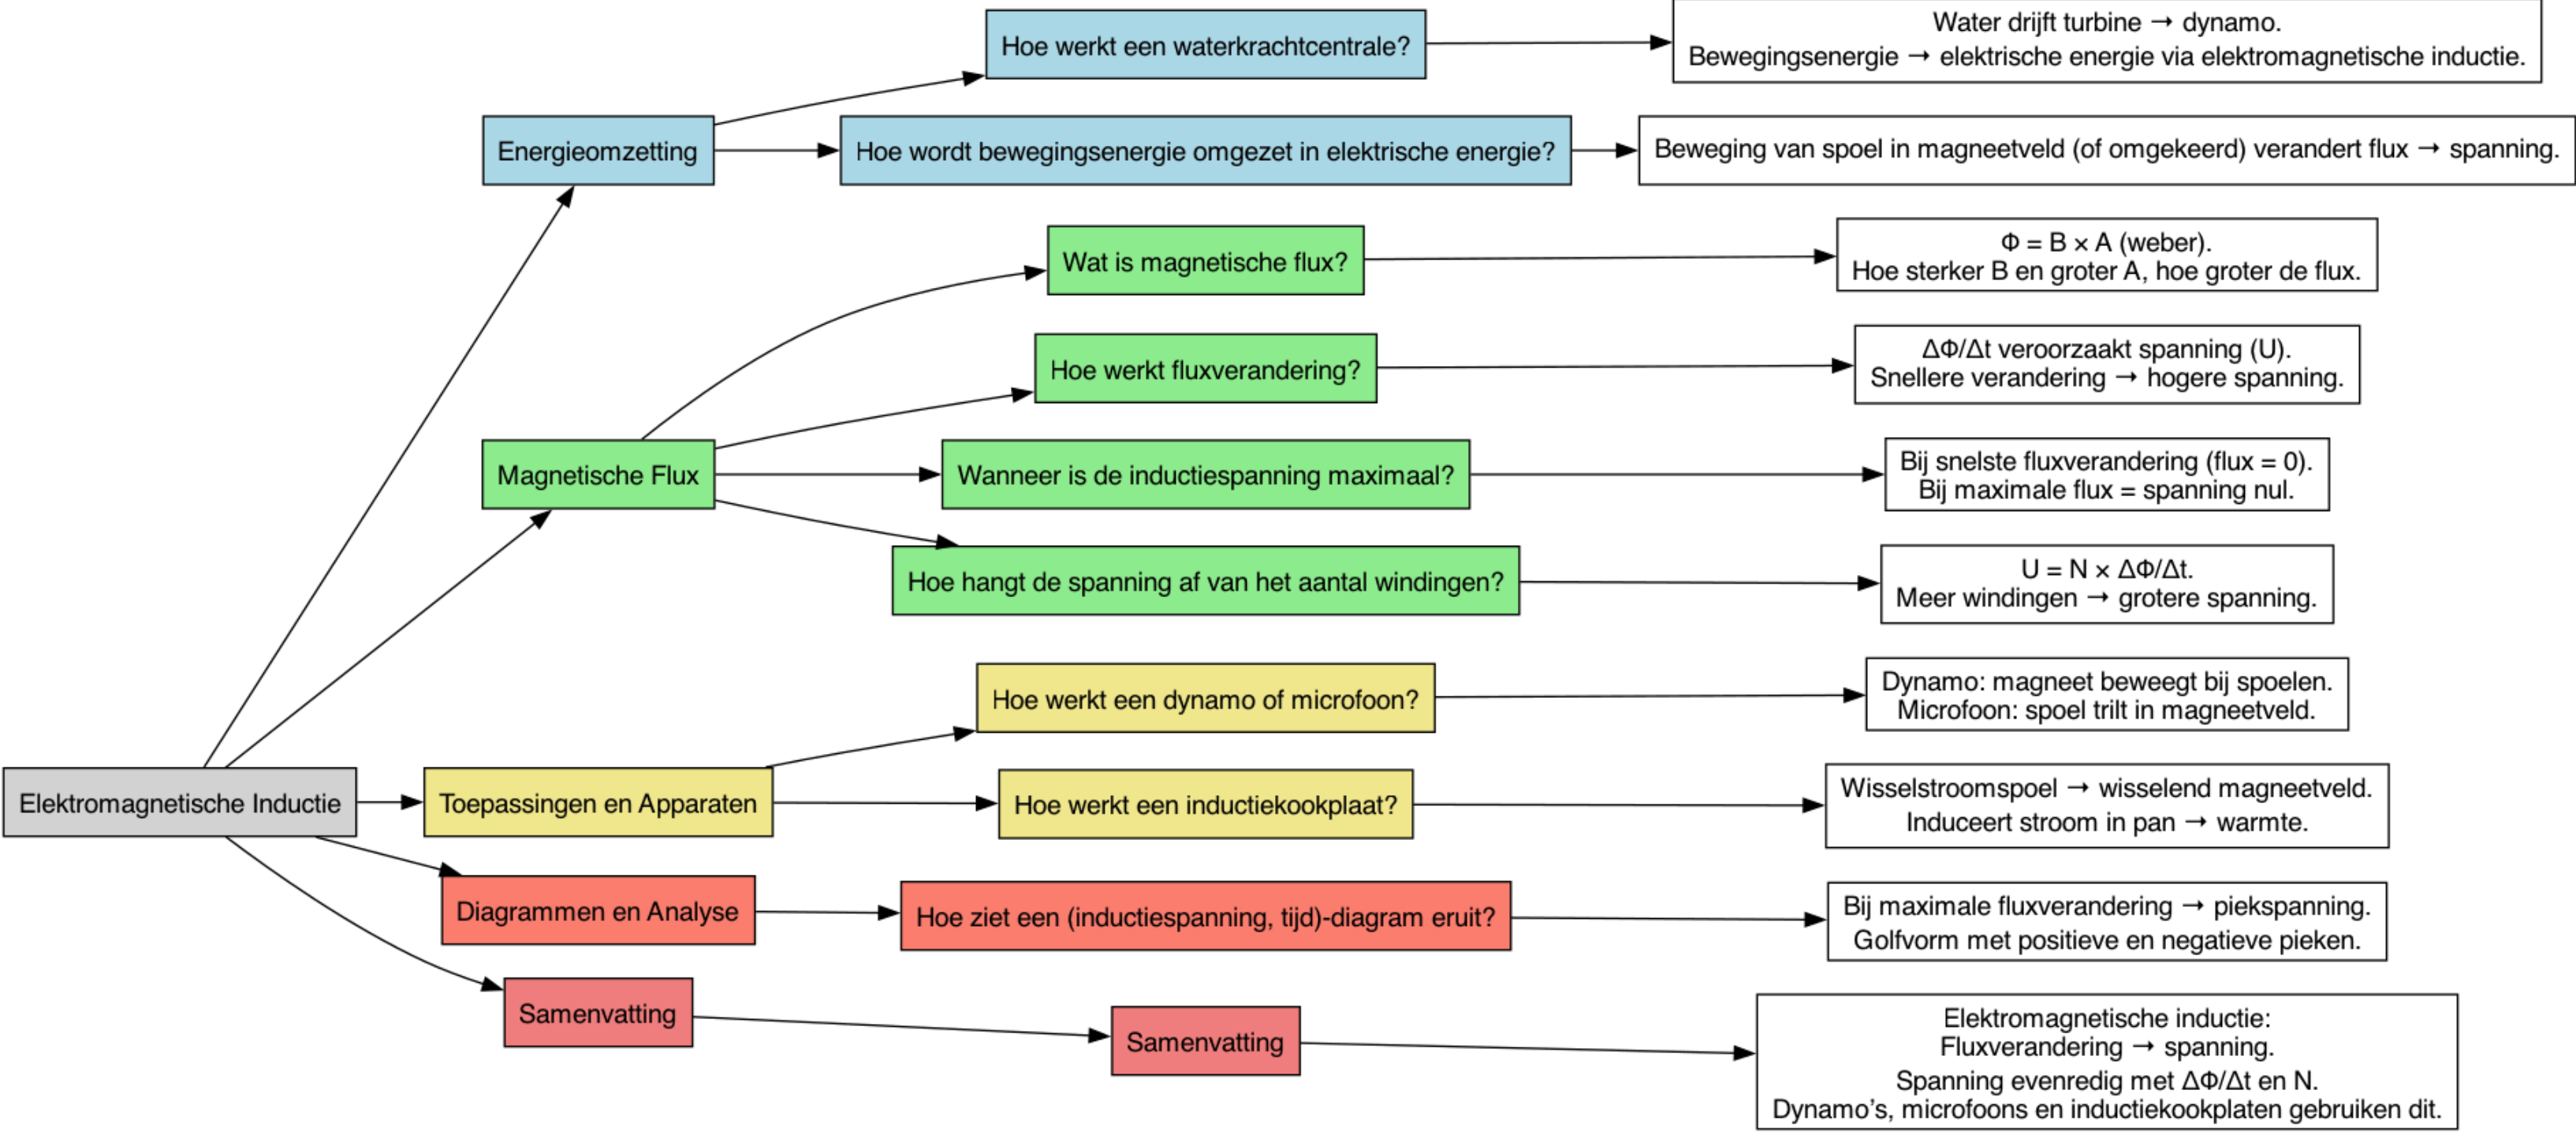 Hoe werkt een waterkrachtcentrale?
Water drijft turbine → dynamo.
Bewegingsenergie → elektrische energie via elektromagnetische inductie.
Energieomzetting
Hoe wordt bewegingsenergie omgezet in elektrische energie?
Beweging van spoel in magneetveld (of omgekeerd) verandert flux → spanning.
Wat is magnetische flux?
Φ = B × A (weber).
Hoe sterker B en groter A, hoe groter de flux.
Hoe werkt fluxverandering?
ΔΦ/Δt veroorzaakt spanning (U).
Snellere verandering → hogere spanning.
Magnetische Flux
Wanneer is de inductiespanning maximaal?
Bij snelste fluxverandering (flux = 0).
Bij maximale flux = spanning nul.
Hoe hangt de spanning af van het aantal windingen?
U = N × ΔΦ/Δt.
Meer windingen → grotere spanning.
Hoe werkt een dynamo of microfoon?
Dynamo: magneet beweegt bij spoelen.
Microfoon: spoel trilt in magneetveld.
Elektromagnetische Inductie
Toepassingen en Apparaten
Hoe werkt een inductiekookplaat?
Wisselstroomspoel → wisselend magneetveld.
Induceert stroom in pan → warmte.
Diagrammen en Analyse
Hoe ziet een (inductiespanning, tijd)-diagram eruit?
Bij maximale fluxverandering → piekspanning.
Golfvorm met positieve en negatieve pieken.
Samenvatting
Samenvatting
Elektromagnetische inductie:
Fluxverandering → spanning.
Spanning evenredig met ΔΦ/Δt en N.
Dynamo’s, microfoons en inductiekookplaten gebruiken dit.